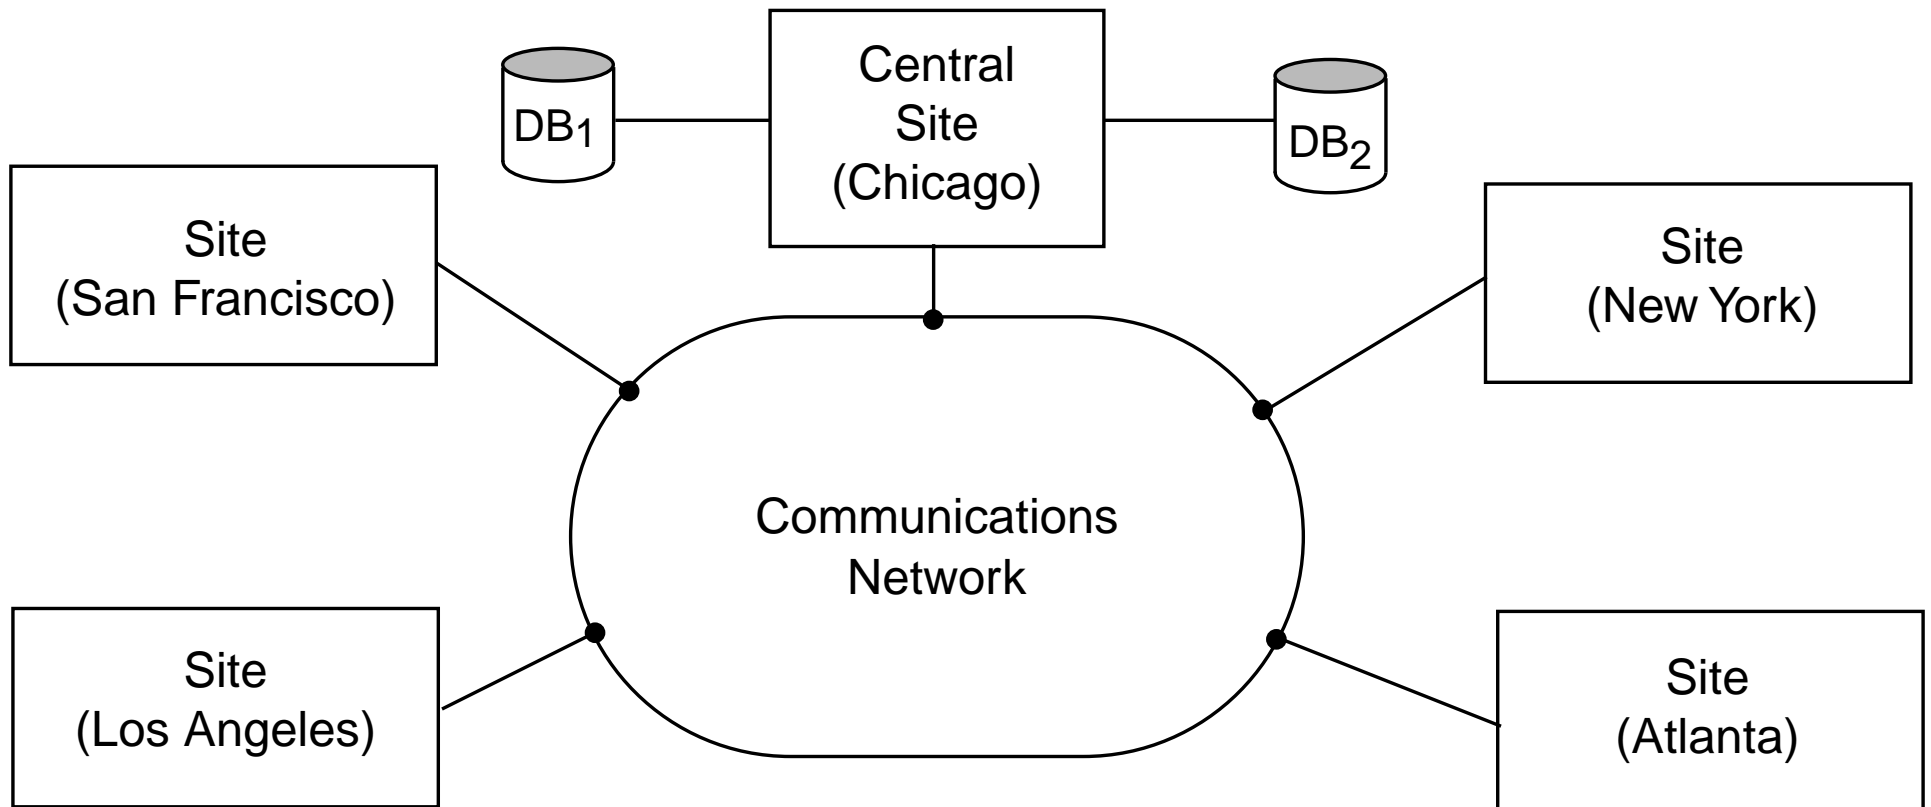 Central
Site
(Chicago)
DB1
DB2
Site
(San Francisco)
Site
(New York)
Communications
Network
Site
(Los Angeles)
Site
(Atlanta)